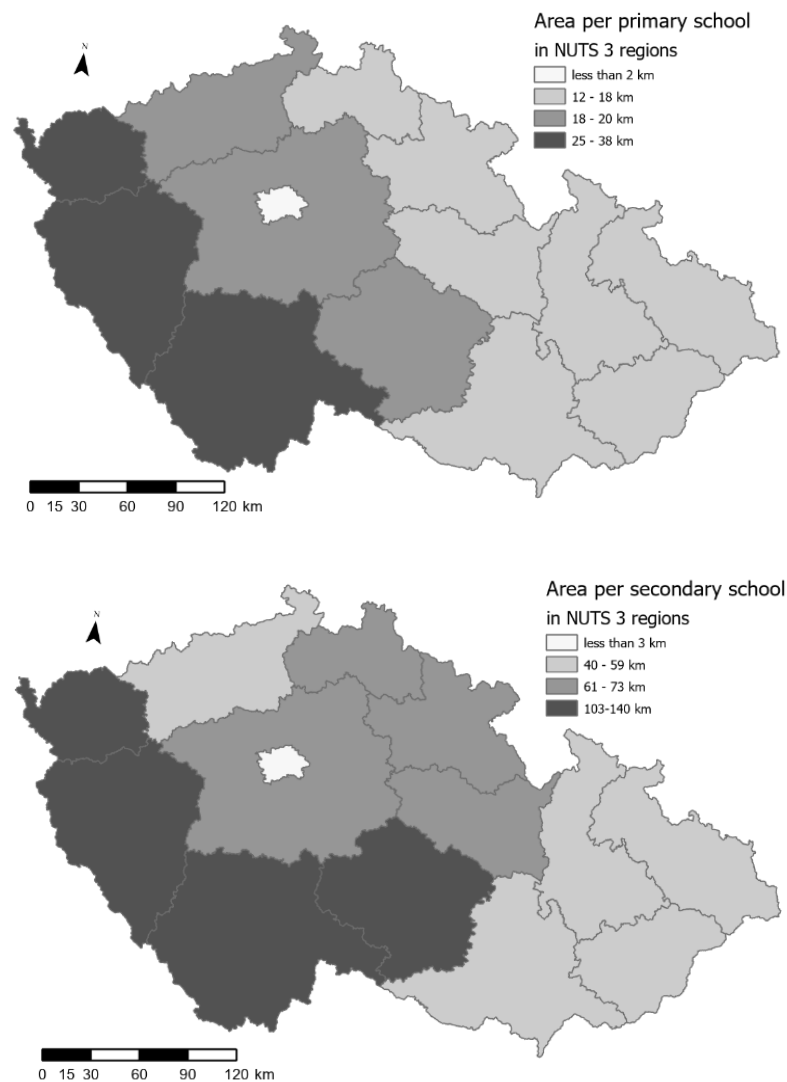 Area per primary school
in NUTS 3 regions
N
less than 2 km
12 - 18 km
18 - 20 km
25 - 38 km
0 15 30 60 90 120 km
Area per secondary school
in NUTS 3 regions
N
less than 3 km
40 - 59 km
61 - 73 km
103-140 km
0 15 30 60 90 120 km